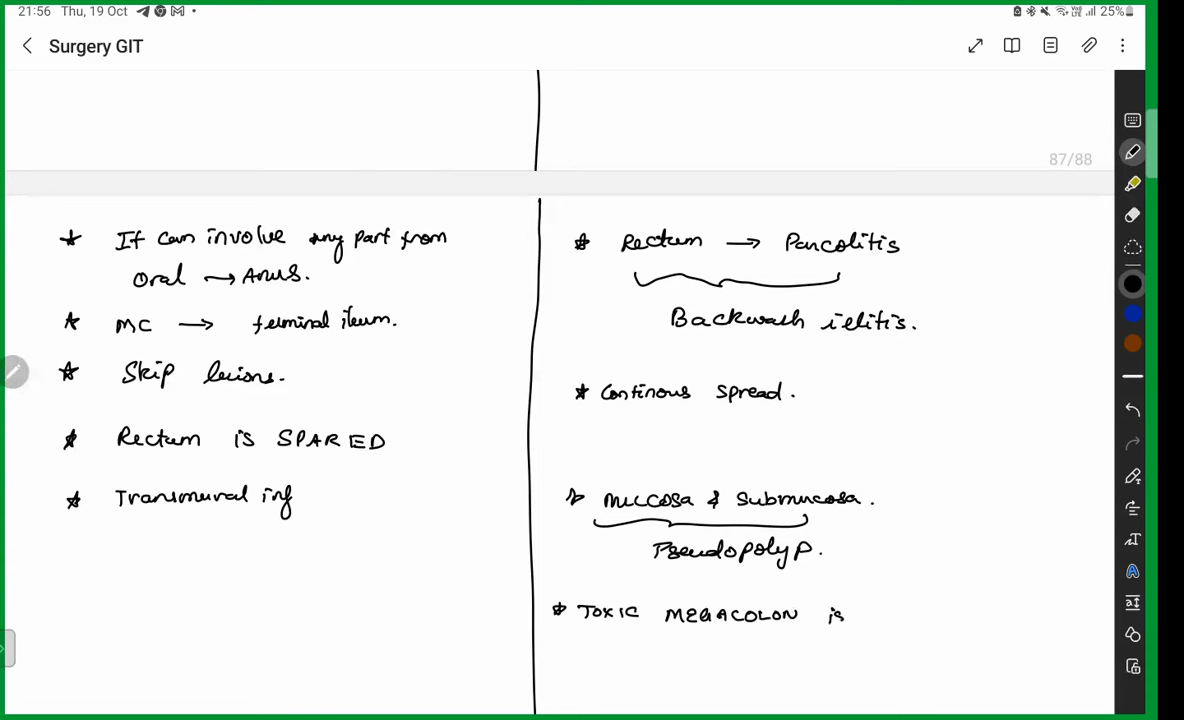 21:56 Thu, 19 Oct
25%
Surgery GIT
87/88
It can involve any part from
oral → Anus.
MC → terminal ileum.
Skip lesions.
Rectum is SPARED
Transmural inf
Rectum → Pancolitis
Backwash ielitis.
Continous spread.
Mucosa & Submucosa.
Pseudopolyp.
TOXIC MEGACOLON is